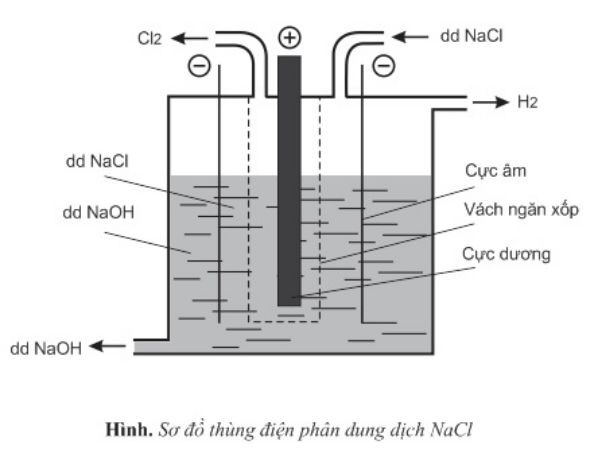 Cl2
+
dd NaCl
−
−
H2
dd NaCl
Cực âm
dd NaOH
Vách ngăn xốp
Cực dương
dd NaOH
Hình. Sơ đồ thùng điện phân dung dịch NaCl